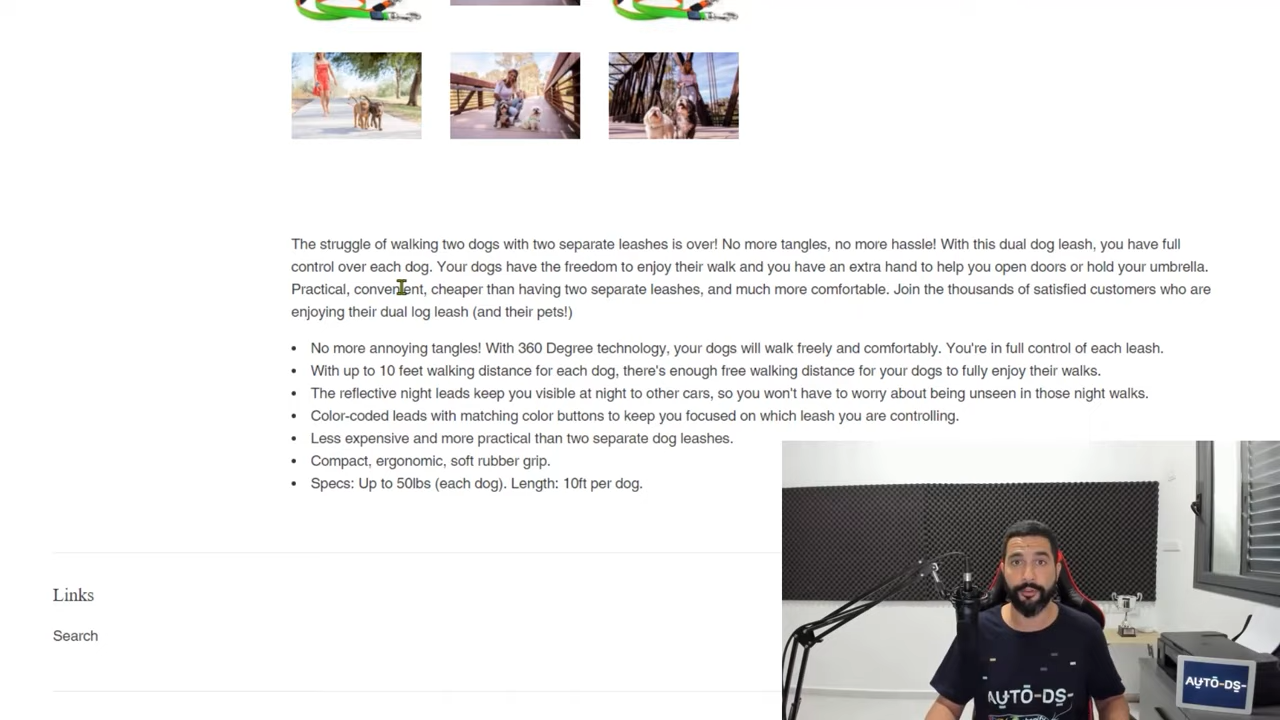 The struggle of walking two dogs with two separate leashes is over! No more tangles, no more hassle! With this dual dog leash, you have full
control over each dog. Your dogs have the freedom to enjoy their walk and you have an extra hand to help you open doors or hold your umbrella.
Practical, convenient, cheaper than having two separate leashes, and much more comfortable. Join the thousands of satisfied customers who are
enjoying their dual log leash (and their pets!)
• No more annoying tangles! With 360 Degree technology, your dogs will walk freely and comfortably. You're in full control of each leash.
• With up to 10 feet walking distance for each dog, there's enough free walking distance for your dogs to fully enjoy their walks.
• The reflective night leads keep you visible at night to other cars, so you won't have to worry about being unseen in those night walks.
• Color-coded leads with matching color buttons to keep you focused on which leash you are controlling.
• Less expensive and more practical than two separate dog leashes.
• Compact, ergonomic, soft rubber grip.
• Specs: Up to 50lbs (each dog). Length: 10ft per dog.
Links
Search
AUTO-DS-
AUTO-DS-